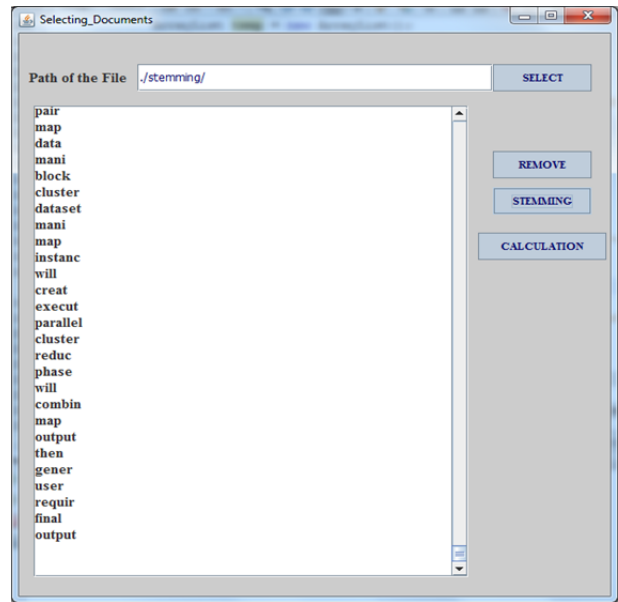 Selecting_Documents
Path of the File ./stemming/ SELECT
pair
map
data
mani
block
cluster
dataset
mani
map
instanc
will
creat
execut
parallel
cluster
reduc
phase
will
combin
map
output
then
gener
user
requir
final
output
REMOVE
STEMMING
CALCULATION